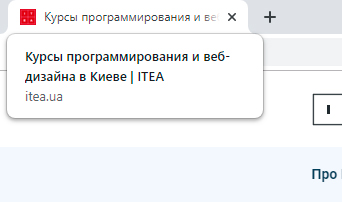 Курсы программирования и веб
Курсы программирования и веб-
дизайна в Киеве | ITEA
itea.ua
Про